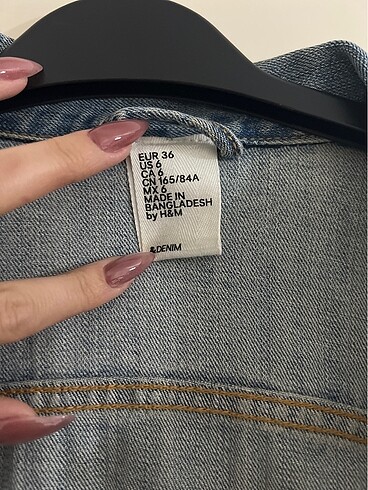 EUR 36
US 6
CA 6
CN 165/84A
MX 6
MADE IN
BANGLADESH
by H&M
&DENIM